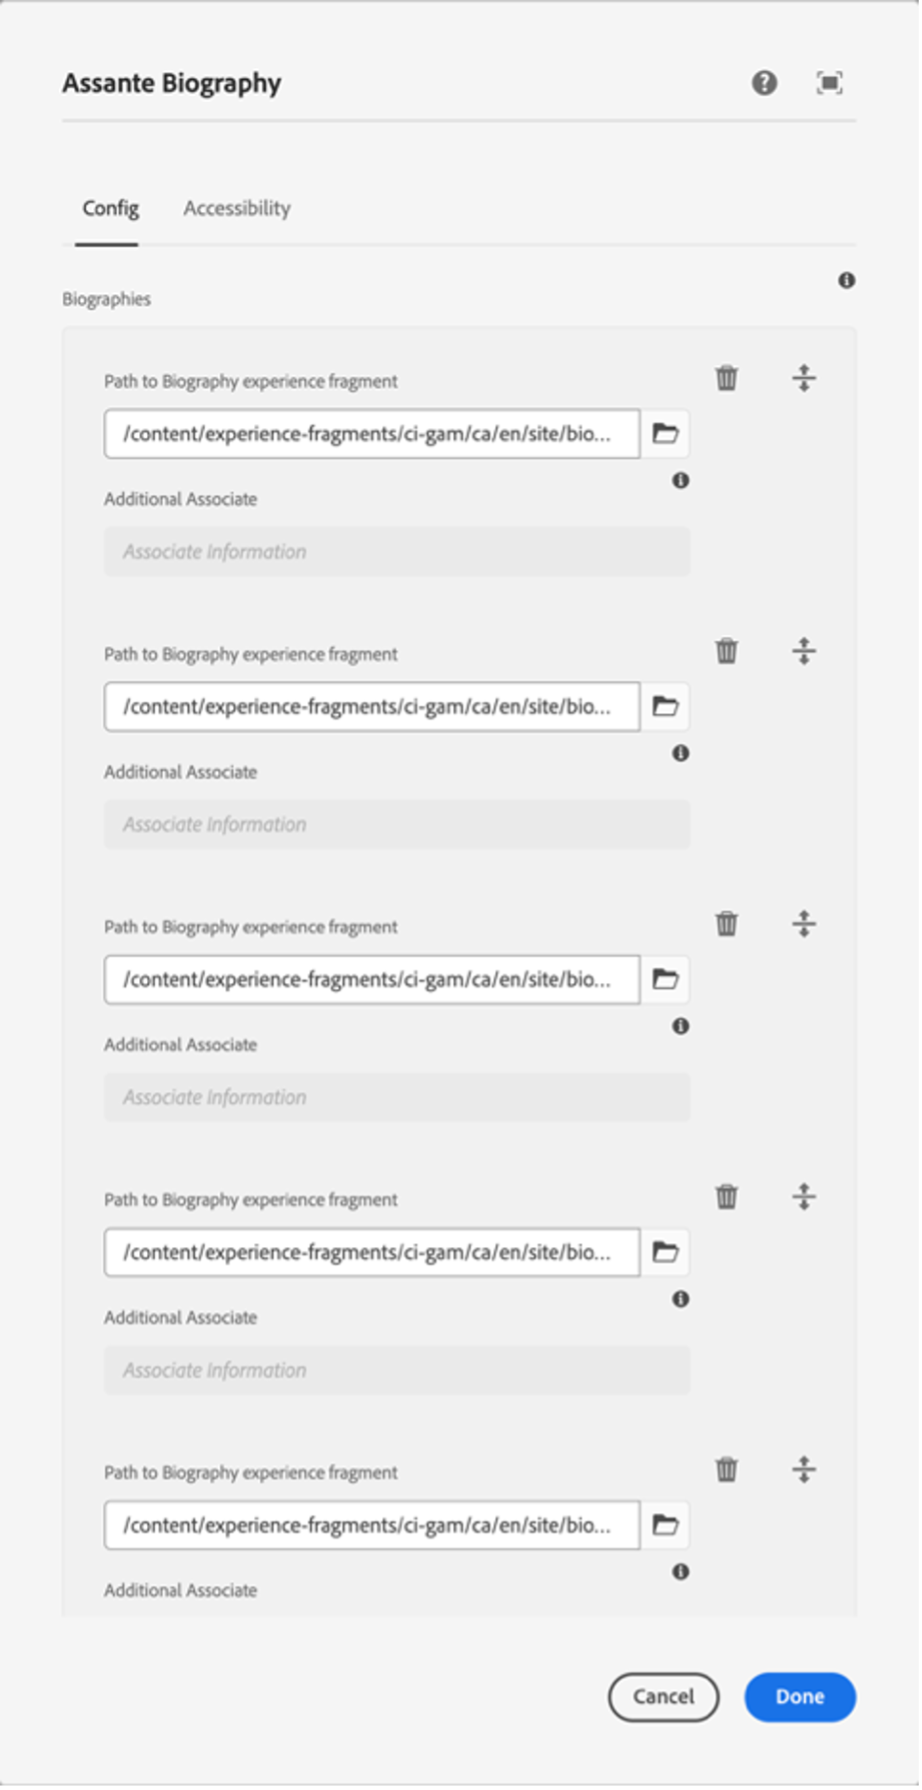 Assante Biography
Config
Accessibility
Biographies
Path to Biography experience fragment
/content/experience-fragments/ci-gam/ca/en/site/bio...
Additional Associate
Associate Information
Path to Biography experience fragment
/content/experience-fragments/ci-gam/ca/en/site/bio...
Additional Associate
Associate Information
Path to Biography experience fragment
/content/experience-fragments/ci-gam/ca/en/site/bio...
Additional Associate
Associate Information
Path to Biography experience fragment
/content/experience-fragments/ci-gam/ca/en/site/bio...
Additional Associate
Associate Information
Path to Biography experience fragment
/content/experience-fragments/ci-gam/ca/en/site/bio...
Additional Associate
Cancel
Done